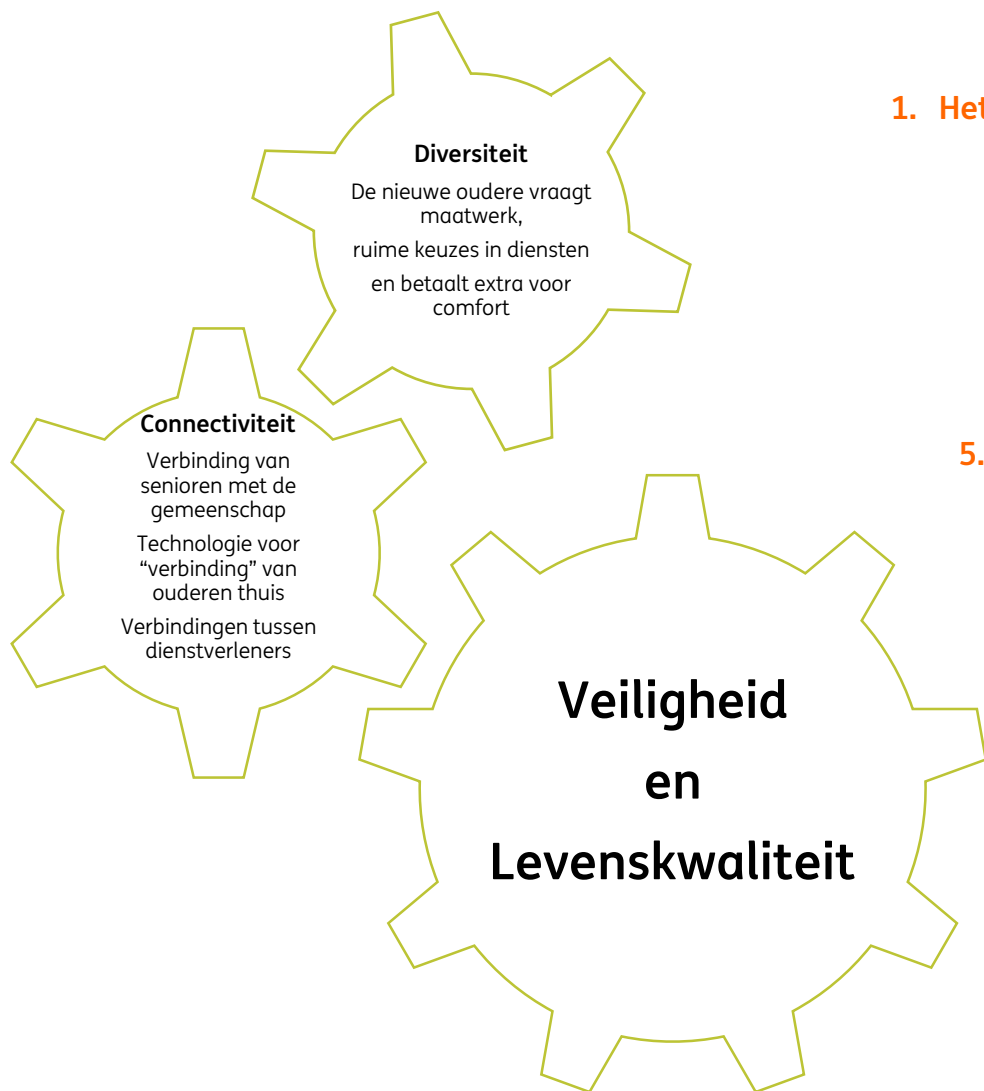 1. Het
Diversiteit
De nieuwe oudere vraagt
maatwerk,
ruime keuzes in diensten
en betaalt extra voor
comfort
Connectiviteit
Verbinding van
senioren met de
gemeenschap
Technologie voor
“verbinding” van
ouderen thuis
Verbindingen tussen
dienstverleners
5.
Veiligheid
en
Levenskwaliteit